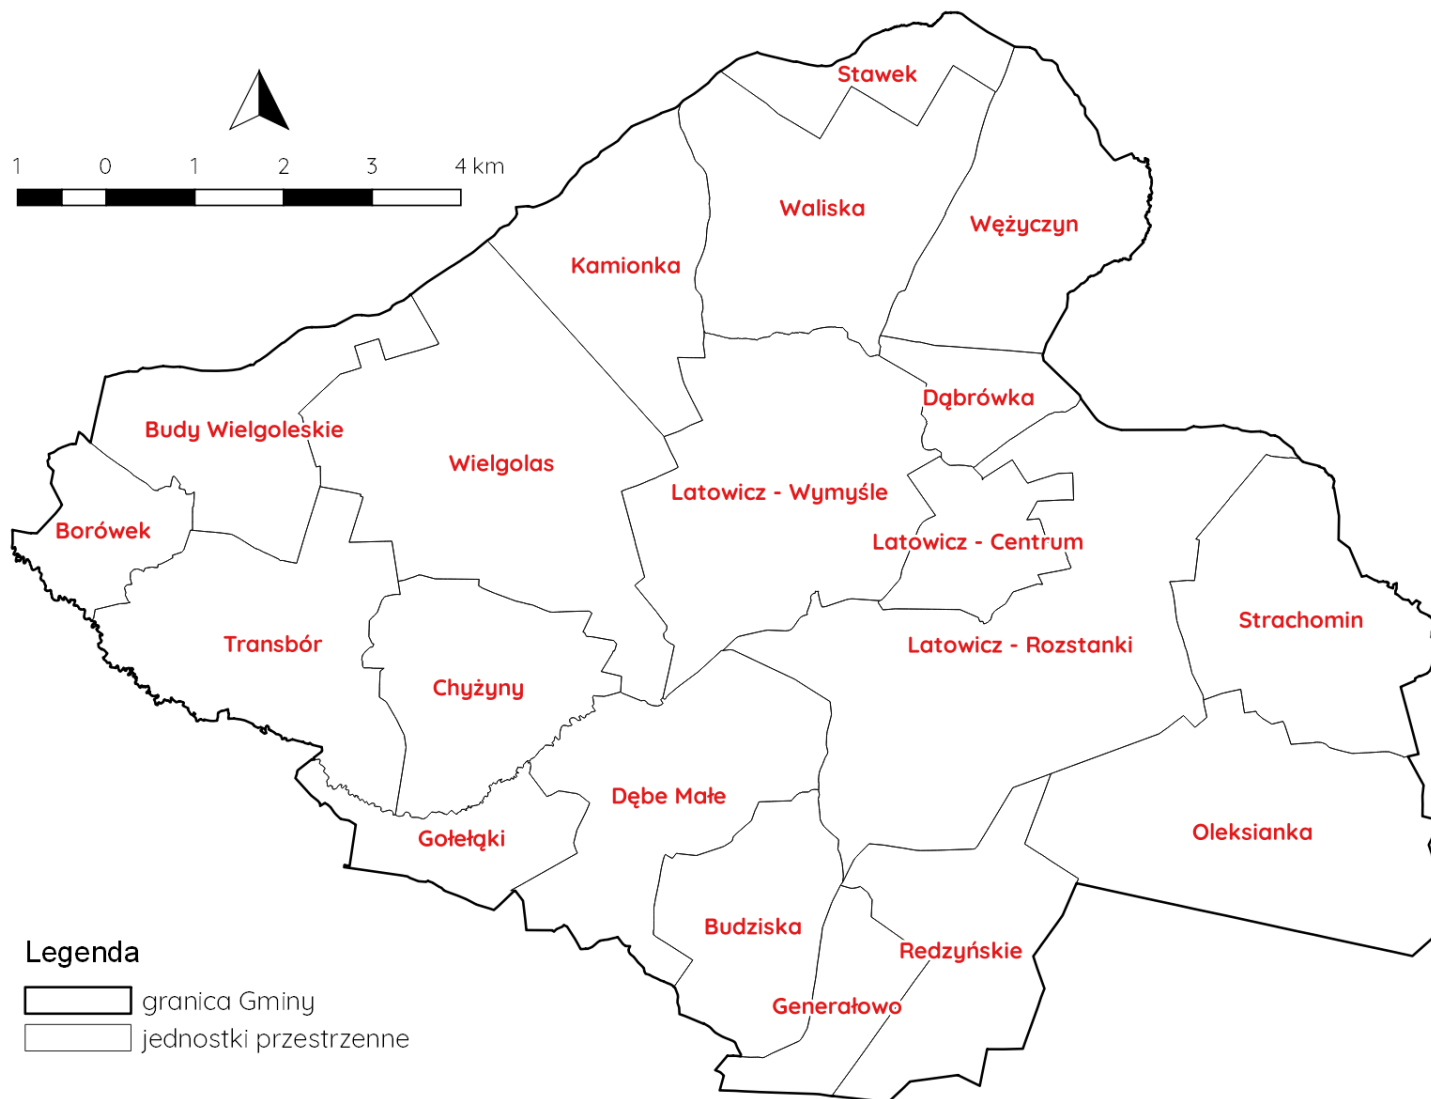 Stawek
1 0 1 2 3 4 km
Waliska
Wężyczyn
Kamionka
Dąbrówka
Budy Wielgoleskie
Wielgolas
Latowicz - Wymyśle
Borówek
Latowicz - Centrum
Strachomin
Transbór
Latowicz - Rozstanki
Chyżyny
Dębe Małe
Gołełąki
Oleksianka
Budziska
Redzyńskie
Generałowo
Legenda
granica Gminy
jednostki przestrzenne